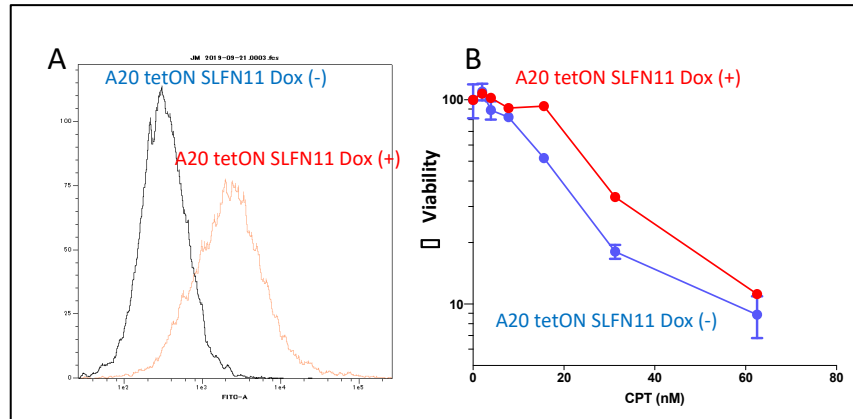 A
JM 2019-09-21.0003.fcs
A20 tetON SLFN11 Dox (-)
A20 tetON SLFN11 Dox (+)
100
75
50
25
0
1e2
1e3
1e4
1e5
FITC-A
B
A20 tetON SLFN11 Dox (+)
100
[] Viability
10
A20 tetON SLFN11 Dox (-)
0
20
40
60
80
CPT (nM)